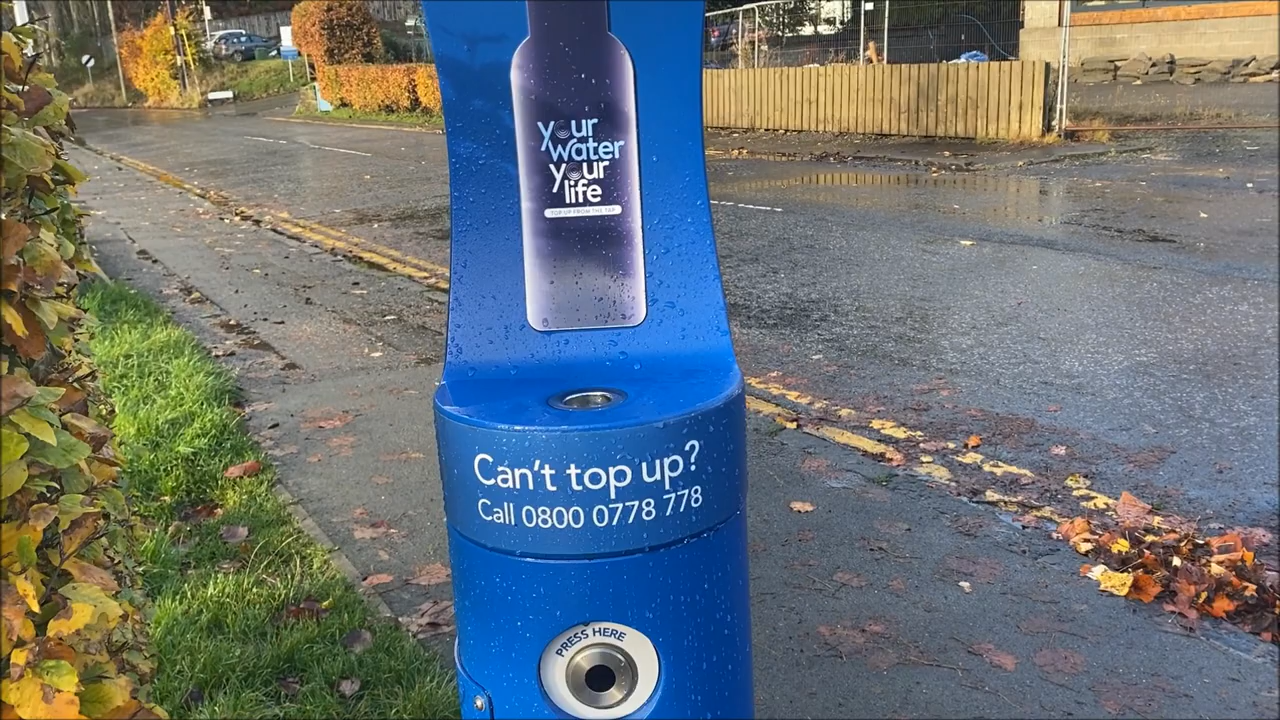 your
water
your
life
TOP UP FROM THE TAP
Can't top up?
Call 0800 0778 778
PRESS HERE